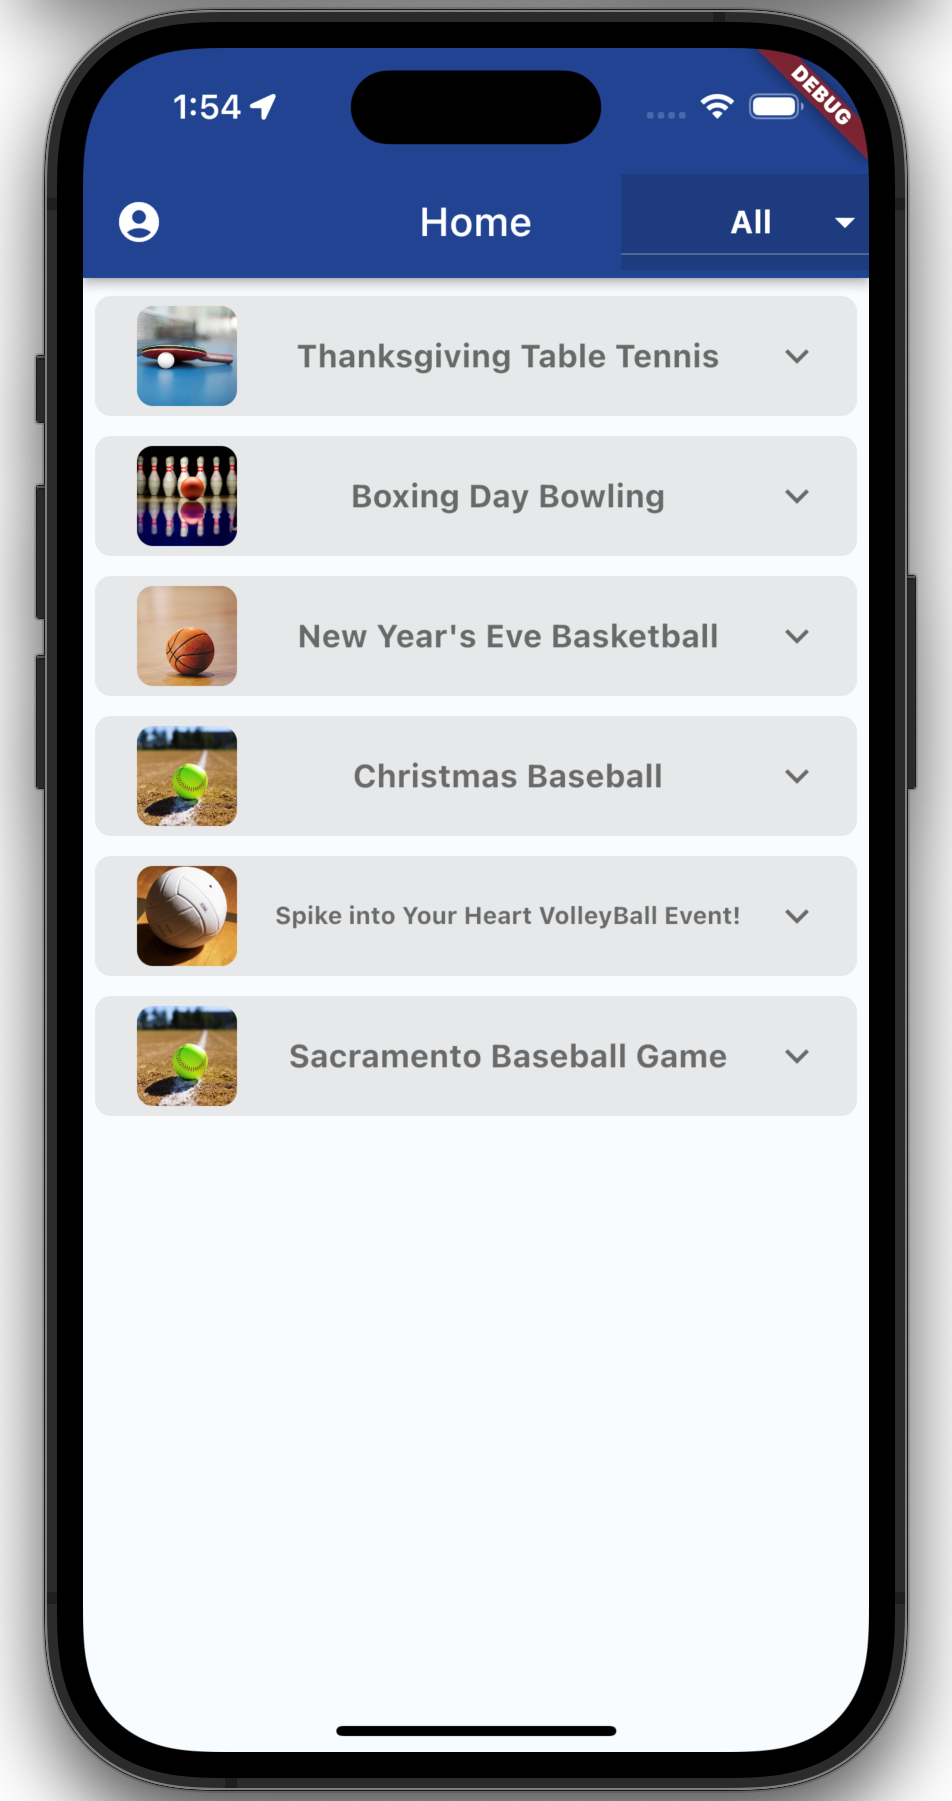 1:54
DEBUG
Home
All
Thanksgiving Table Tennis
Boxing Day Bowling
New Year's Eve Basketball
Christmas Baseball
Spike into Your Heart VolleyBall Event!
Sacramento Baseball Game